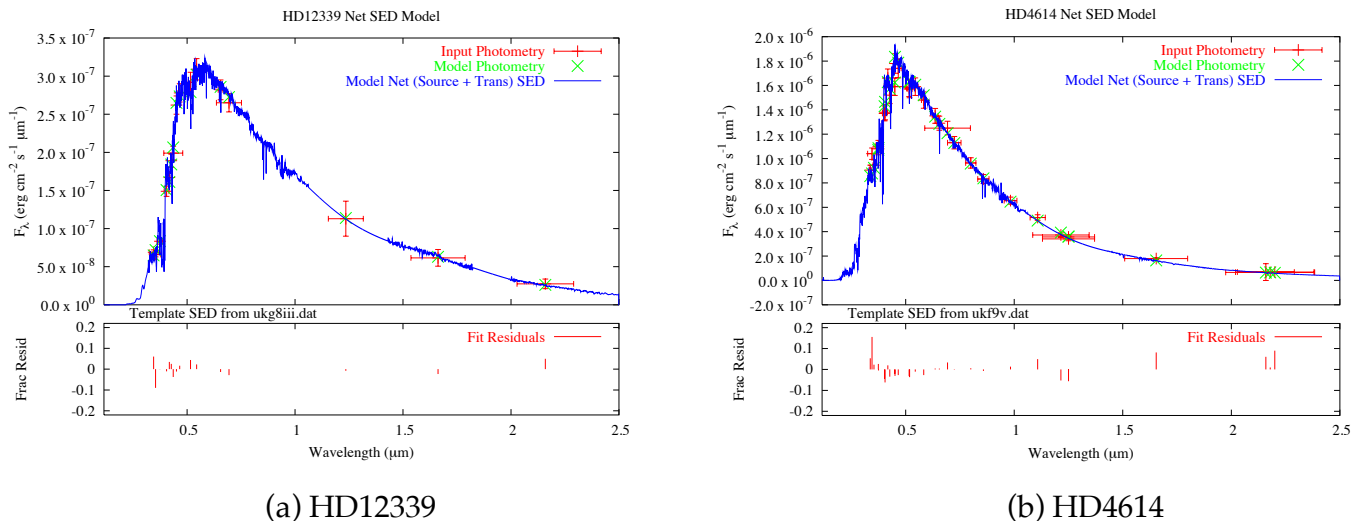 HD12339 Net SED Model
3.5 x 10⁻⁷
3.0 x 10⁻⁷
2.5 x 10⁻⁷
2.0 x 10⁻⁷
1.5 x 10⁻⁷
1.0 x 10⁻⁷
5.0 x 10⁻⁸
0.0 x 10⁰
F_λ (erg cm⁻² s⁻¹ μm⁻¹)
Input Photometry
Model Photometry
Model Net (Source + Trans) SED
Template SED from ukg8iii.dat
0.2
0.1
0
-0.1
-0.2
Frac Resid
Fit Residuals
0.5 1 1.5 2 2.5
Wavelength (μm)
(a) HD12339
HD4614 Net SED Model
2.0 x 10⁻⁶
1.8 x 10⁻⁶
1.6 x 10⁻⁶
1.4 x 10⁻⁶
1.2 x 10⁻⁶
1.0 x 10⁻⁶
8.0 x 10⁻⁷
6.0 x 10⁻⁷
4.0 x 10⁻⁷
2.0 x 10⁻⁷
0.0 x 10⁰
-2.0 x 10⁻⁷
F_λ (erg cm⁻² s⁻¹ μm⁻¹)
Input Photometry
Model Photometry
Model Net (Source + Trans) SED
Template SED from ukf9v.dat
0.2
0.1
0
-0.1
-0.2
Frac Resid
Fit Residuals
0.5 1 1.5 2 2.5
Wavelength (μm)
(b) HD4614